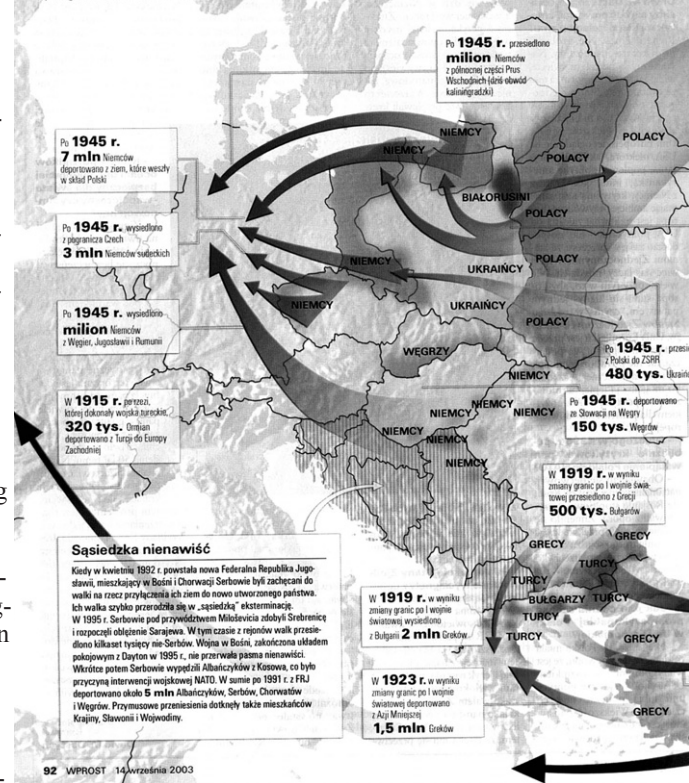 Po 1945 r. przesiedlono
milion Niemców
z północnej części Prus
Wschodnich (dziś obwód
kaliningradzki)
Po 1945 r.
7 mln Niemców
deportowano z ziem, które weszły
w skład Polski
Po 1945 r. wysiedlono
z pogranicza Czech
3 mln Niemców sudeckich
Po 1945 r. wysiedlono
milion Niemców
z Węgier, Jugosławii i Rumunii
W 1915 r. po rzezi,
której dokonały wojska tureckie,
320 tys. Ormian
deportowano z Turcji do Europy
Zachodniej
NIEMCY
NIEMCY
POLACY
POLACY
BIAŁORUSINI
POLACY
NIEMCY
UKRAIŃCY
POLACY
NIEMCY
UKRAIŃCY
POLACY
WĘGRZY
NIEMCY
NIEMCY
NIEMCY
NIEMCY
NIEMCY
NIEMCY
NIEMCY
Po 1945 r.
z Polski do ZSRR
480 tys.
Po 1945 r. deportowano
ze Słowacji na Węgry
150 tys. Węgrów
W 1919 r. w wyniku
zmiany granic po I wojnie świa-
towej przesiedlono z Grecji
500 tys. Bułgarów
GRECY
GRECY
TURCY
TURCY
BUŁGARZY
TURCY
TURCY
TURCY
GRECY
GRECY
W 1919 r. w wyniku
zmiany granic po I wojnie
światowej wysiedlono
z Bułgarii 2 mln Greków
W 1923 r. w wyniku
zmiany granic po I wojnie
światowej deportowano
z Azji Mniejszej
1,5 mln Greków
Sąsiedzka nienawiść
Kiedy w kwietniu 1992 r. powstała nowa Federalna Republika Jugo-
sławii, mieszkający w Bośni i Chorwacji Serbowie byli zachęcani do
walki na rzecz przyłączenia ich ziem do nowo utworzonego państwa.
Ich walka szybko przerodziła się w „sąsiedzką" eksterminację.
W 1995 r. Serbowie pod przywództwem Miloševicia zdobyli Srebrenicę
i rozpoczęli oblężenie Sarajewa. W tym czasie z rejonów walk przesie-
dlono kilkaset tysięcy nie-Serbów. Wojna w Bośni, zakończona układem
pokojowym z Dayton w 1995 r., nie przerwała pasma nienawiści.
Wkrótce potem Serbowie wypędzili Albańczyków z Kosowa, co było
przyczyną interwencji wojskowej NATO. W sumie po 1991 r. z FRJ
deportowano około 5 mln Albańczyków, Serbów, Chorwatów
i Węgrów. Przymusowe przeniesienia dotknęły także mieszkańców
Krajiny, Slawonii i Wojwodiny.
92 WPROST 14 września 2003